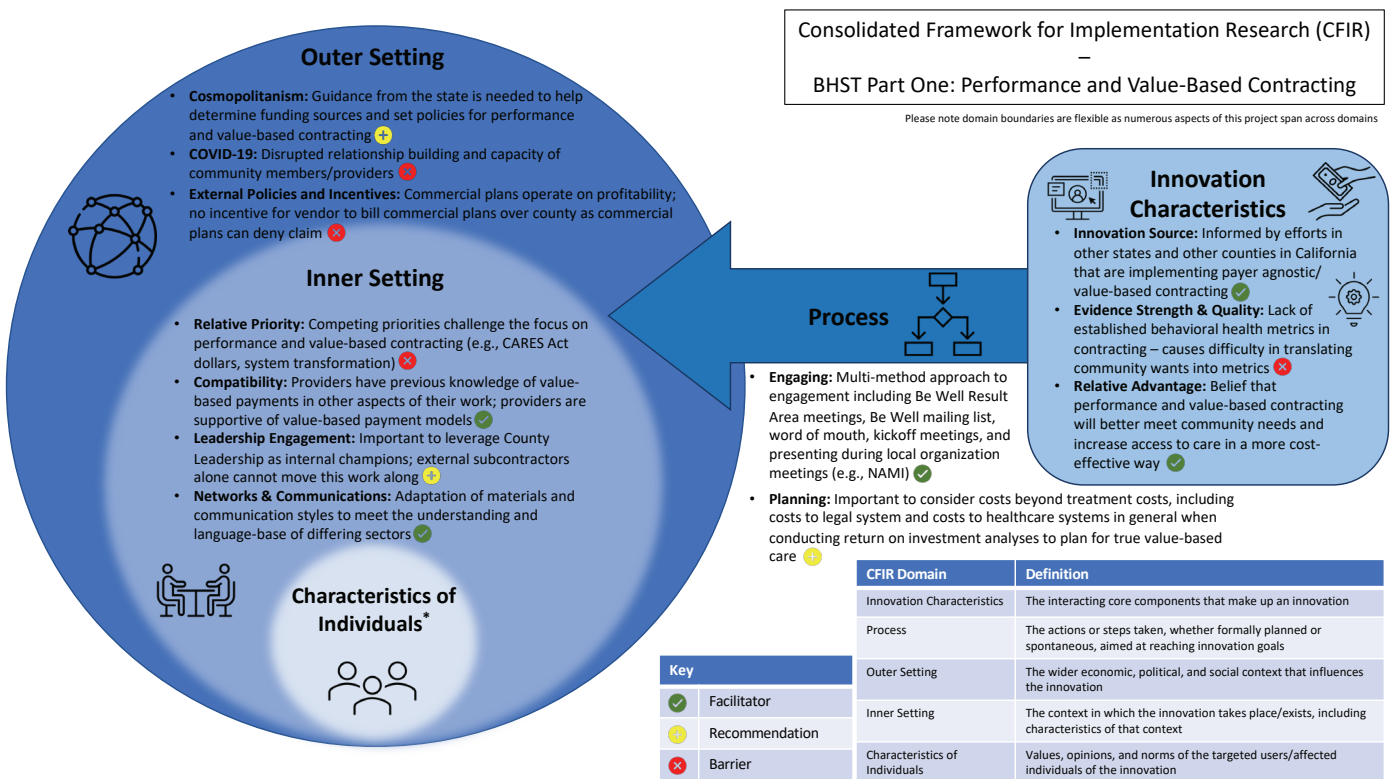 Consolidated Framework for Implementation Research (CFIR)
–
BHST Part One: Performance and Value-Based Contracting
Please note domain boundaries are flexible as numerous aspects of this project span across domains
Outer Setting
• Cosmopolitanism: Guidance from the state is needed to help
determine funding sources and set policies for performance
and value-based contracting
• COVID-19: Disrupted relationship building and capacity of
community members/providers
• External Policies and Incentives: Commercial plans operate on profitability;
no incentive for vendor to bill commercial plans over county as commercial
plans can deny claim
Inner Setting
• Relative Priority: Competing priorities challenge the focus on
performance and value-based contracting (e.g., CARES Act
dollars, system transformation)
• Compatibility: Providers have previous knowledge of value-
based payments in other aspects of their work; providers are
supportive of value-based payment models
• Leadership Engagement: Important to leverage County
Leadership as internal champions; external subcontractors
alone cannot move this work along
• Networks & Communications: Adaptation of materials and
communication styles to meet the understanding and
language-base of differing sectors
Characteristics of
Individuals*
Process
• Engaging: Multi-method approach to
engagement including Be Well Result
Area meetings, Be Well mailing list,
word of mouth, kickoff meetings, and
presenting during local organization
meetings (e.g., NAMI)
• Planning: Important to consider costs beyond treatment costs, including
costs to legal system and costs to healthcare systems in general when
conducting return on investment analyses to plan for true value-based
care
Innovation
Characteristics
• Innovation Source: Informed by efforts in
other states and other counties in California
that are implementing payer agnostic/
value-based contracting
• Evidence Strength & Quality: Lack of
established behavioral health metrics in
contracting – causes difficulty in translating
community wants into metrics
• Relative Advantage: Belief that
performance and value-based contracting
will better meet community needs and
increase access to care in a more cost-
effective way
Key
Facilitator
Recommendation
Barrier
CFIR Domain Definition
Innovation Characteristics The interacting core components that make up an innovation
Process The actions or steps taken, whether formally planned or
spontaneous, aimed at reaching innovation goals
Outer Setting The wider economic, political, and social context that influences
the innovation
Inner Setting The context in which the innovation takes place/exists, including
characteristics of that context
Characteristics of Values, opinions, and norms of the targeted users/affected
Individuals individuals of the innovation